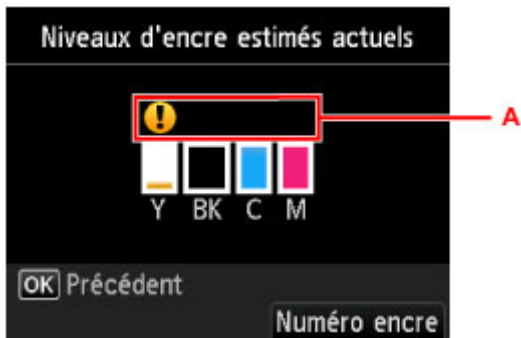 Niveaux d'encre estimés actuels
A
Y BK C M
OK Précédent
Numéro encre